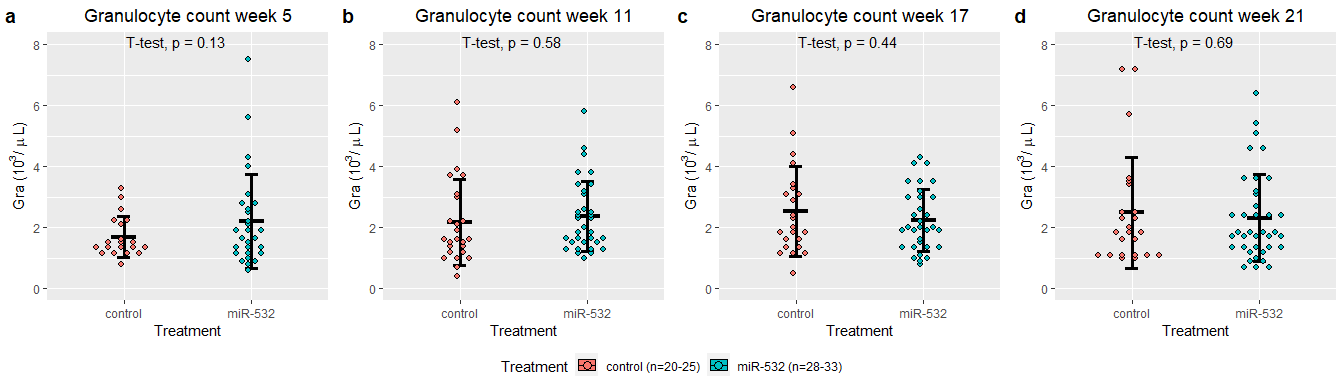 a
Granulocyte count week 5
T-test, p = 0.13
8
6
4
2
0
Gra (10³/ μ L)
control
miR-532
Treatment
b
Granulocyte count week 11
T-test, p = 0.58
8
6
4
2
0
Gra (10³/ μ L)
control
miR-532
Treatment
c
Granulocyte count week 17
T-test, p = 0.44
8
6
4
2
0
Gra (10³/ μ L)
control
miR-532
Treatment
d
Granulocyte count week 21
T-test, p = 0.69
8
6
4
2
0
Gra (10³/ μ L)
control
miR-532
Treatment
Treatment control (n=20-25) miR-532 (n=28-33)